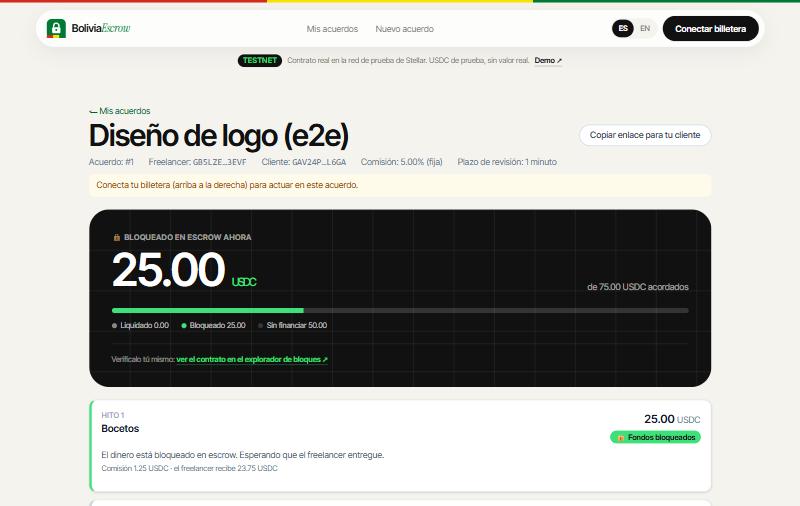 BoliviaEscrow
Mis acuerdos
Nuevo acuerdo
ES
EN
Conectar billetera
TESTNET Contrato real en la red de prueba de Stellar. USDC de prueba, sin valor real. Demo ↗
← Mis acuerdos
Diseño de logo (e2e)
Copiar enlace para tu cliente
Acuerdo: #1 Freelancer: GB5LZE…3EVF Cliente: GAV24P…L6GA Comisión: 5.00% (fija) Plazo de revisión: 1 minuto
Conecta tu billetera (arriba a la derecha) para actuar en este acuerdo.
🔒 BLOQUEADO EN ESCROW AHORA
25.00 USDC
de 75.00 USDC acordados
Liquidado 0.00 Bloqueado 25.00 Sin financiar 50.00
Verifícalo tú mismo: ver el contrato en el explorador de bloques ↗
HITO 1
Bocetos
25.00 USDC
🔒 Fondos bloqueados
El dinero está bloqueado en escrow. Esperando que el freelancer entregue.
Comisión 1.25 USDC · el freelancer recibe 23.75 USDC